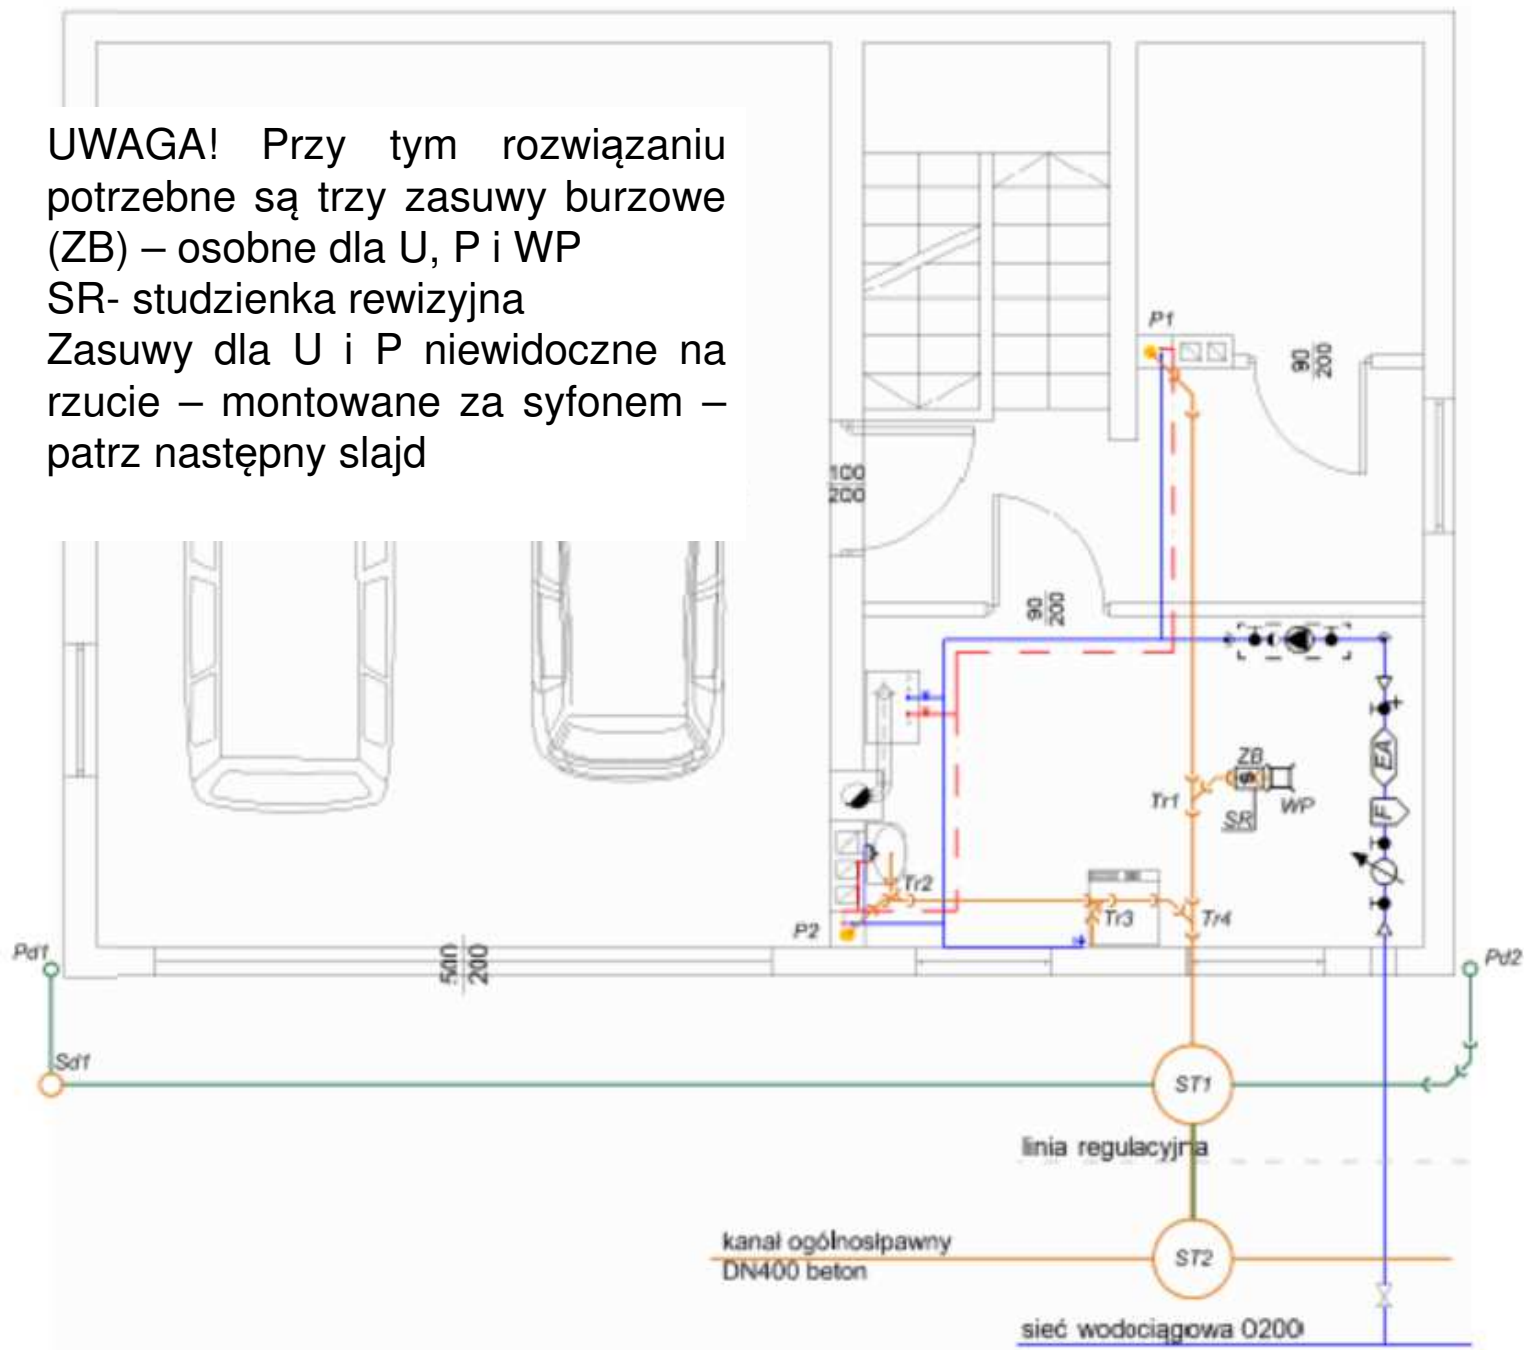 UWAGA! Przy tym rozwiązaniu
potrzebne są trzy zasuwy burzowe
(ZB) – osobne dla U, P i WP
SR- studzienka rewizyjna
Zasuwy dla U i P niewidoczne na
rzucie – montowane za syfonem –
patrz następny slajd
P1
90
200
100
200
90
200
ZB
EA
Tr1
WP
SR
F
Tr2
Tr3
Tr4
P2
Pd1
500
200
Pd2
Sd1
ST1
linia regulacyjna
kanał ogólnosłpawny
DN400 beton
ST2
sieć wodociągowa O200